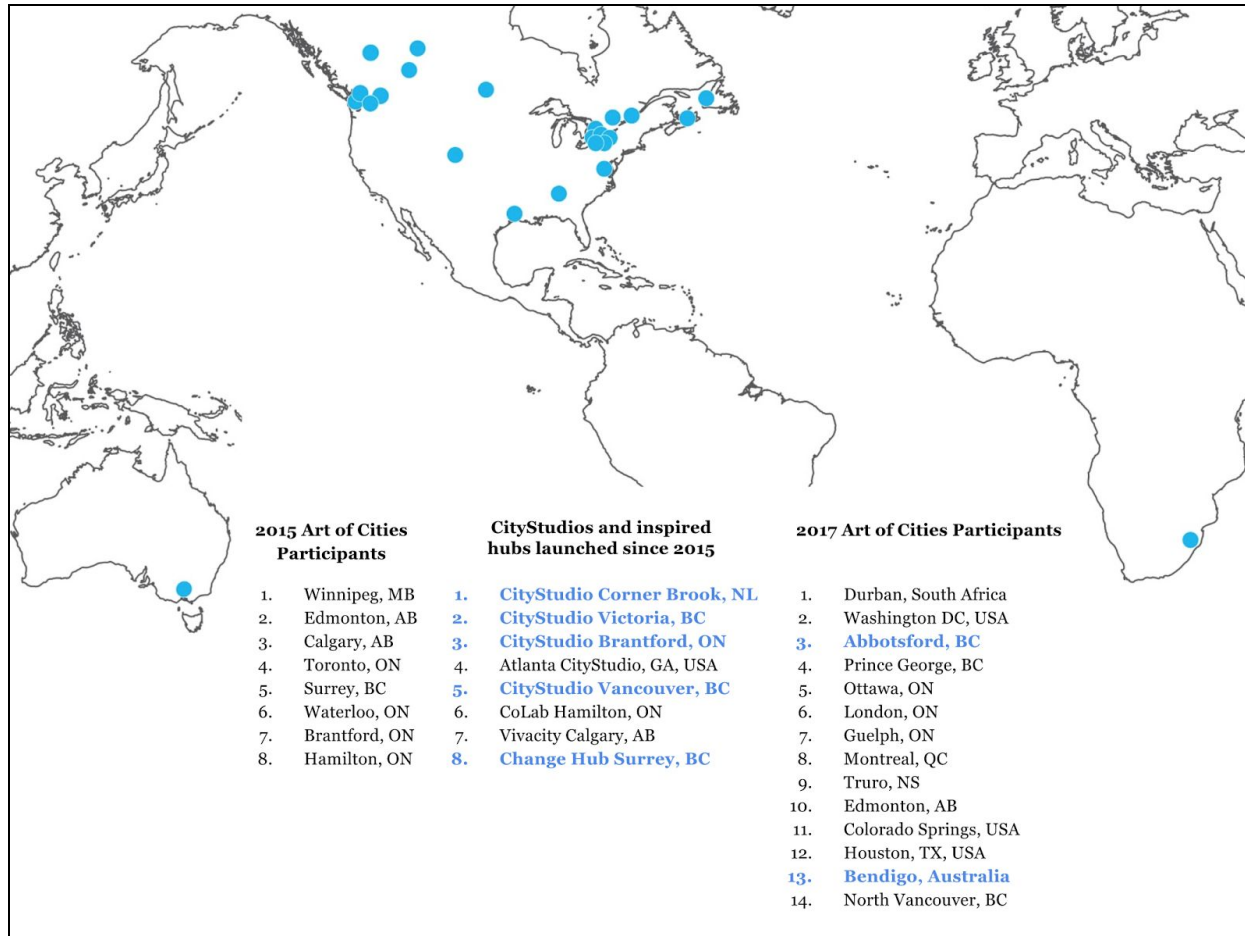 2015 Art of Cities
Participants
1. Winnipeg, MB
2. Edmonton, AB
3. Calgary, AB
4. Toronto, ON
5. Surrey, BC
6. Waterloo, ON
7. Brantford, ON
8. Hamilton, ON
CityStudios and inspired
hubs launched since 2015
1. CityStudio Corner Brook, NL
2. CityStudio Victoria, BC
3. CityStudio Brantford, ON
4. Atlanta CityStudio, GA, USA
5. CityStudio Vancouver, BC
6. CoLab Hamilton, ON
7. Vivacity Calgary, AB
8. Change Hub Surrey, BC
2017 Art of Cities Participants
1. Durban, South Africa
2. Washington DC, USA
3. Abbotsford, BC
4. Prince George, BC
5. Ottawa, ON
6. London, ON
7. Guelph, ON
8. Montreal, QC
9. Truro, NS
10. Edmonton, AB
11. Colorado Springs, USA
12. Houston, TX, USA
13. Bendigo, Australia
14. North Vancouver, BC